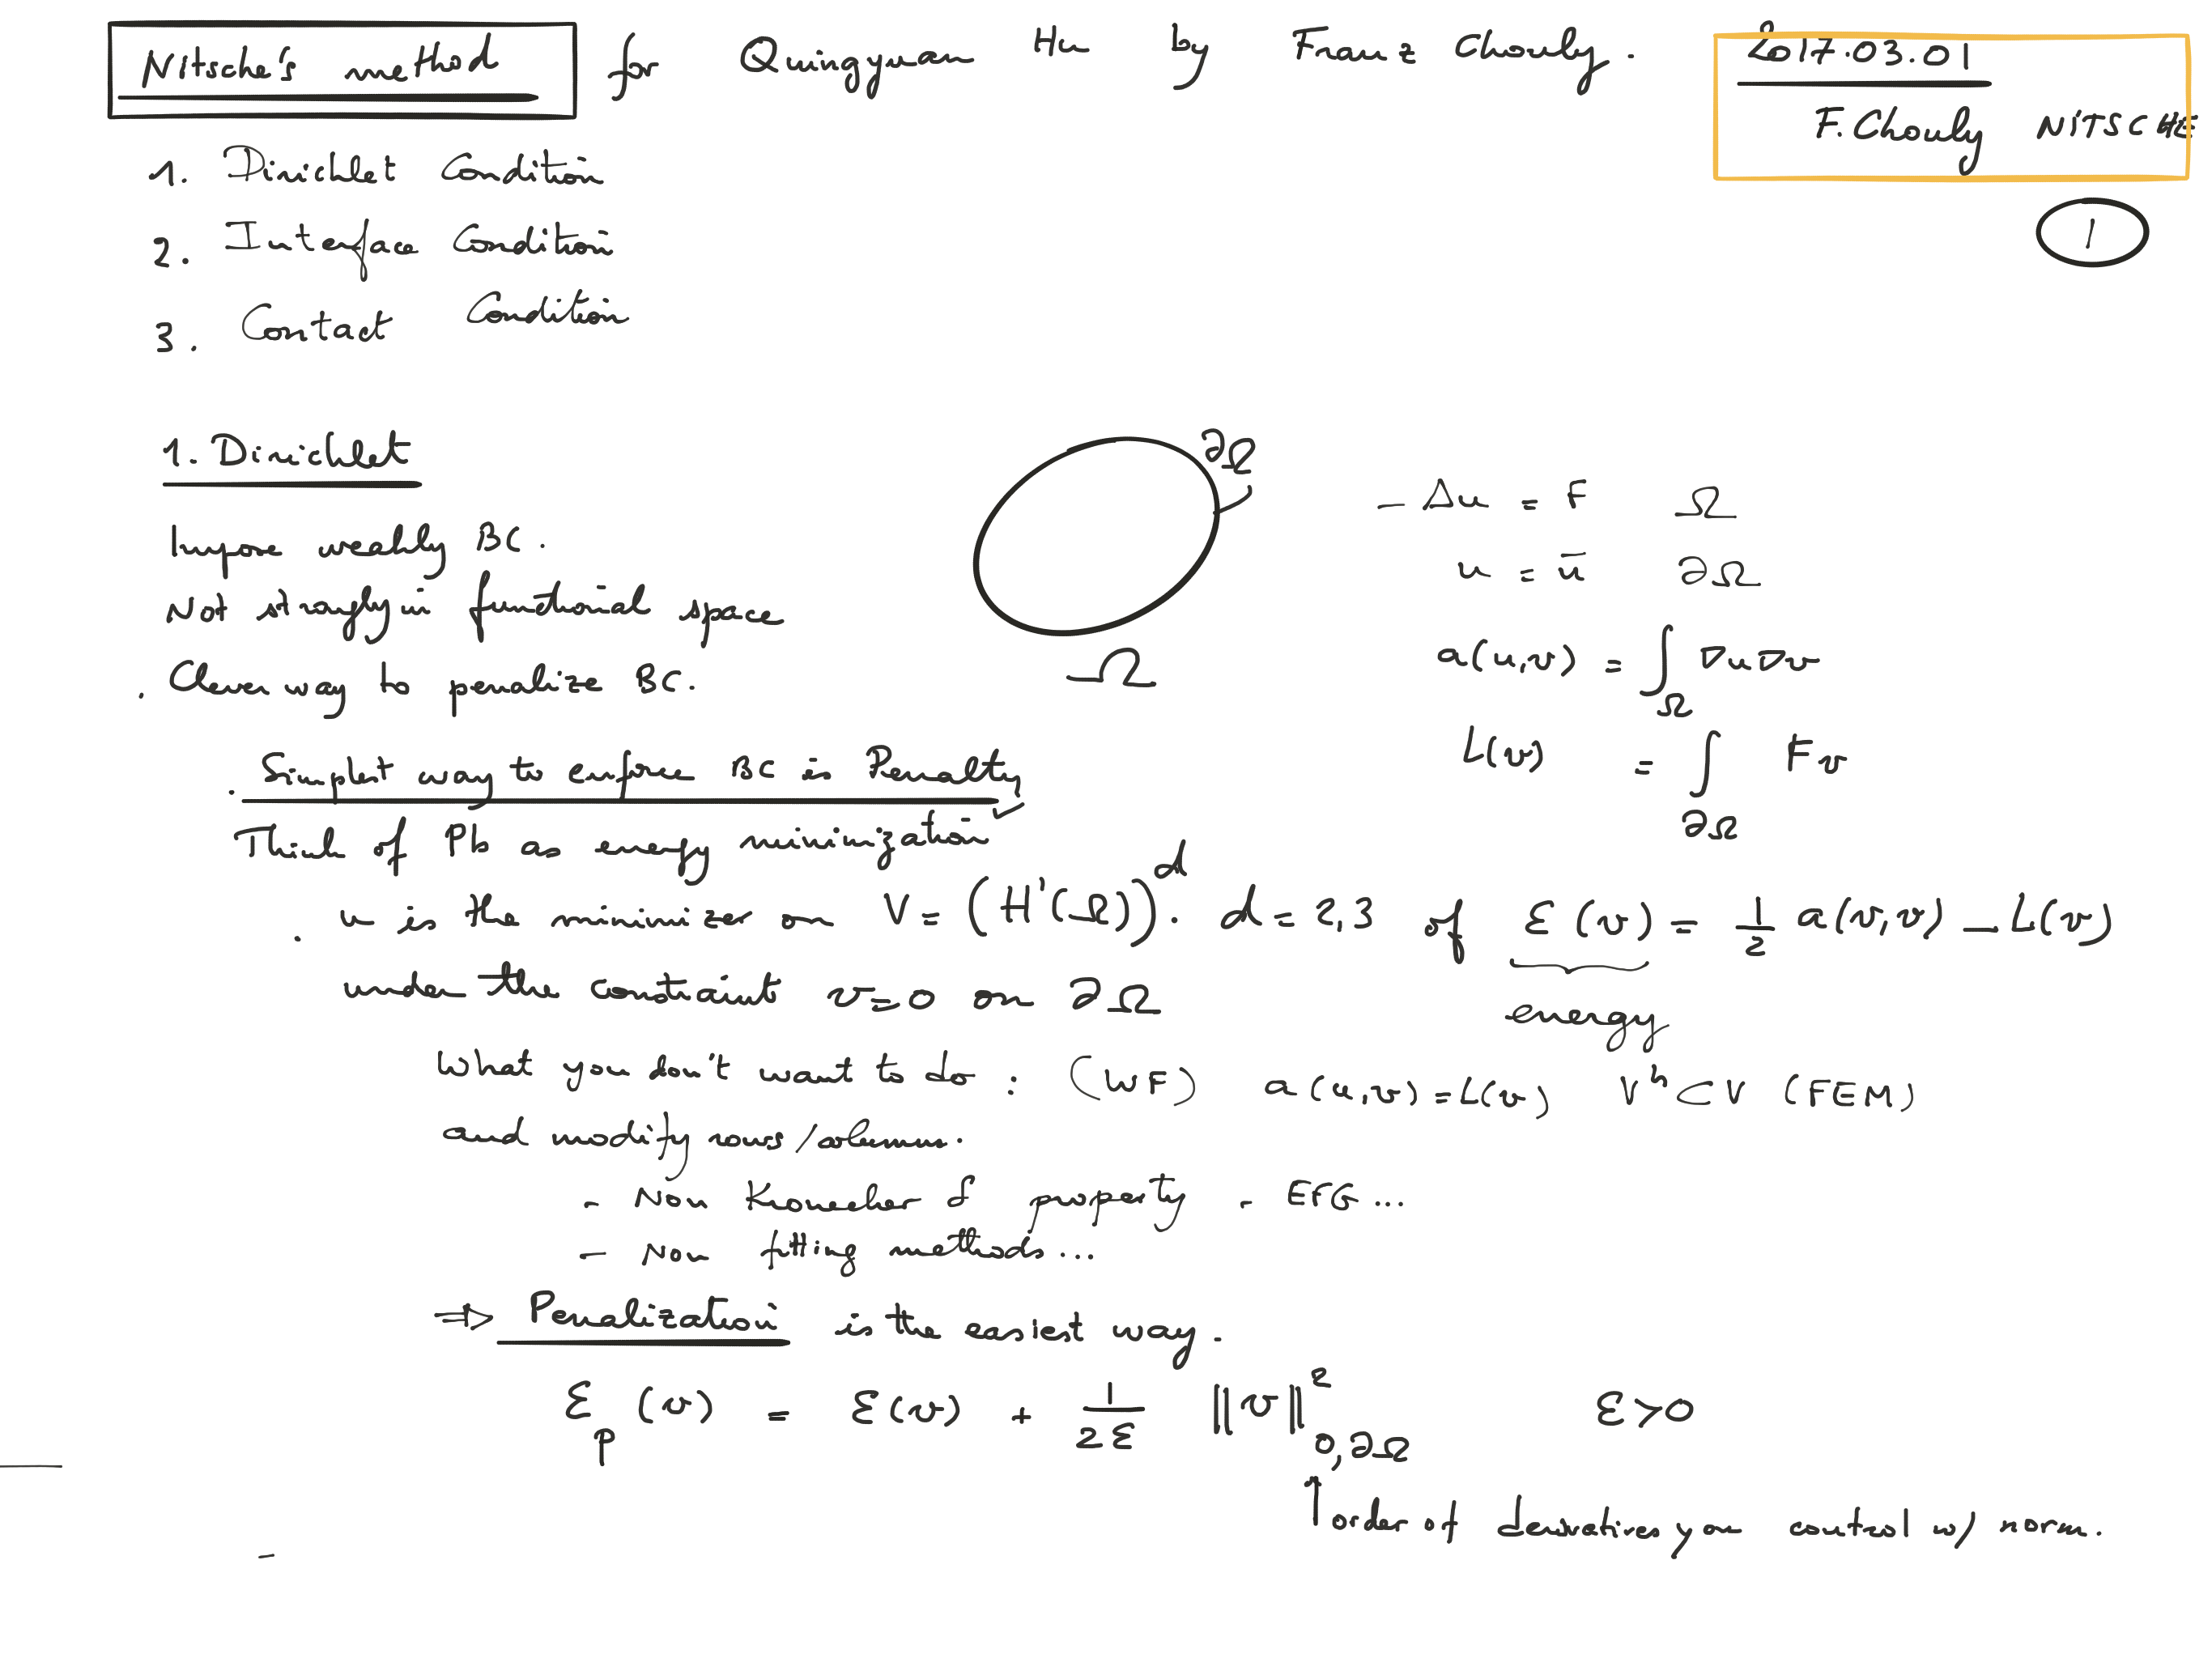 Nitsche's method for Quingyuan Hu by Franz Chouly. 2017.03.01
F. Chouly NITSCHE
1
1. Dirichlet Condition
2. Interface Condition
3. Contact Condition
1. Dirichlet
∂Ω
Ω
- Δu = F Ω
u = ū ∂Ω
Impose weakly BC.
Not strongly in functional space
. Clever way to penalize BC.
a(u,v) = ∫_Ω ∇u∇v
L(v) = ∫_∂Ω Fv
. Simplest way to enforce BC is Penalty
Think of Pb as energy minimization
. u is the minimizer on V = (H¹(Ω))^d. d = 2,3 of ℰ(v) = 1/2 a(v,v) - L(v)
energy
under the constraint v=0 on ∂Ω
What you don't want to do : (WF) a(u,v)=L(v) V^h ⊂ V (FEM)
and modify rows/columns.
- Non Kronecker δ property - EFG...
- Non fitting methods...
⇒ Penalization is the easiest way.
ℰ_p (v) = ℰ(v) + 1/2ε ||v||²_0,∂Ω ε>0
↑ order of derivatives you control w/ norm.